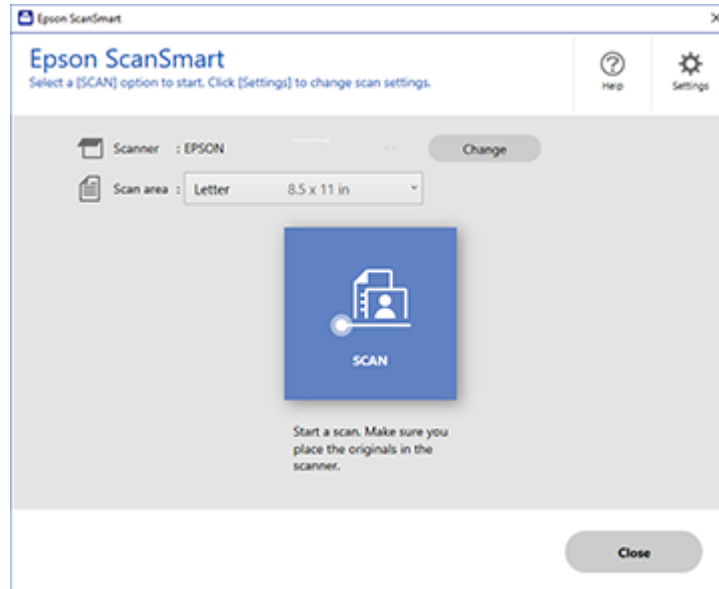 Epson ScanSmart
Epson ScanSmart
Select a [SCAN] option to start. Click [Settings] to change scan settings.
Help
Settings
Scanner : EPSON
Change
Scan area : Letter 8.5 x 11 in
SCAN
Start a scan. Make sure you
place the originals in the
scanner.
Close